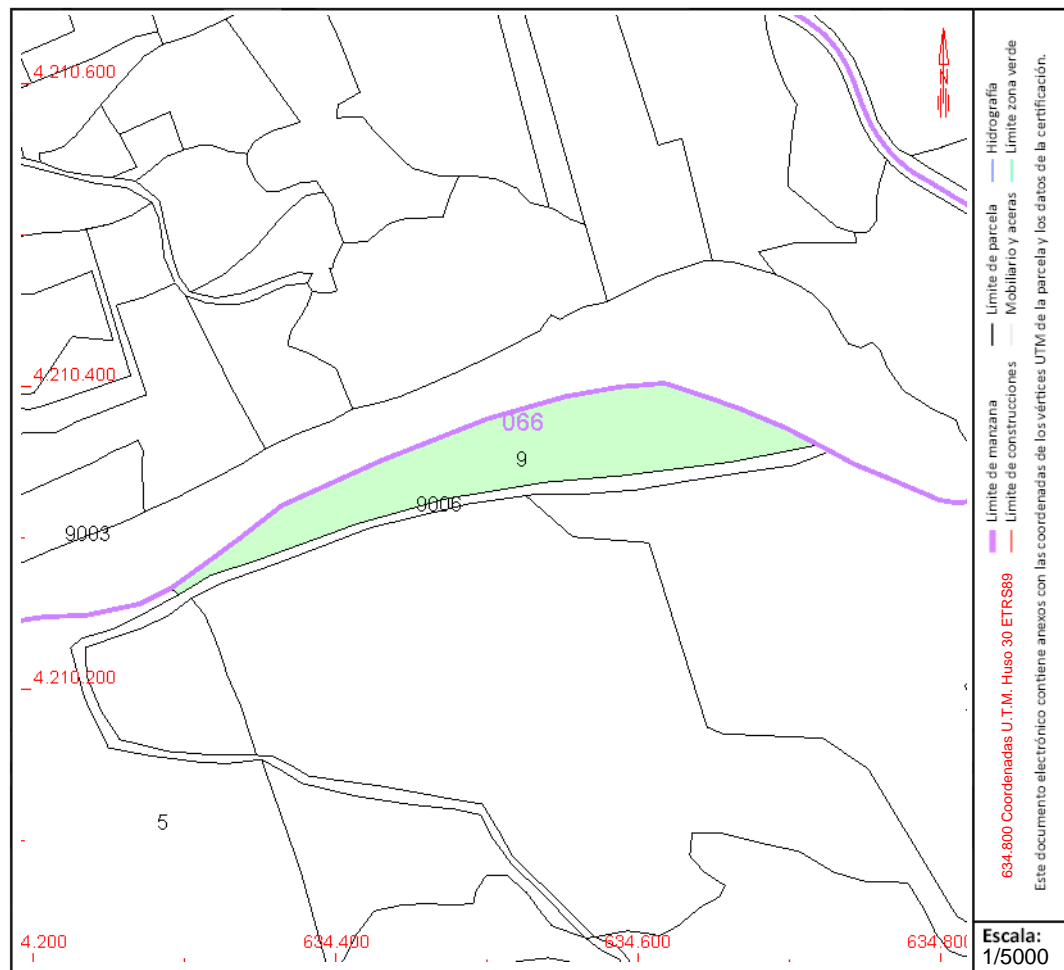 4.210.600
N
4.210.400
066
9
9006
9003
4.210.200
5
4.200
634.400
634.600
634.800
Límite de manzana
Límite de parcela
Hidrografía
Límite de construcciones
Mobiliario y aceras
Límite zona verde
634.800 Coordenadas U.T.M. Huso 30 ETRS89
Este documento electrónico contiene anexos con las coordenadas de los vértices UTM de la parcela y los datos de la certificación.
Escala:
1/5000